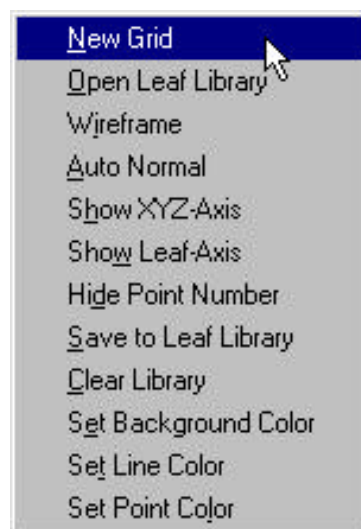 New Grid
Open Leaf Library
Wireframe
Auto Normal
Show XYZ-Axis
Show Leaf-Axis
Hide Point Number
Save to Leaf Library
Clear Library
Set Background Color
Set Line Color
Set Point Color